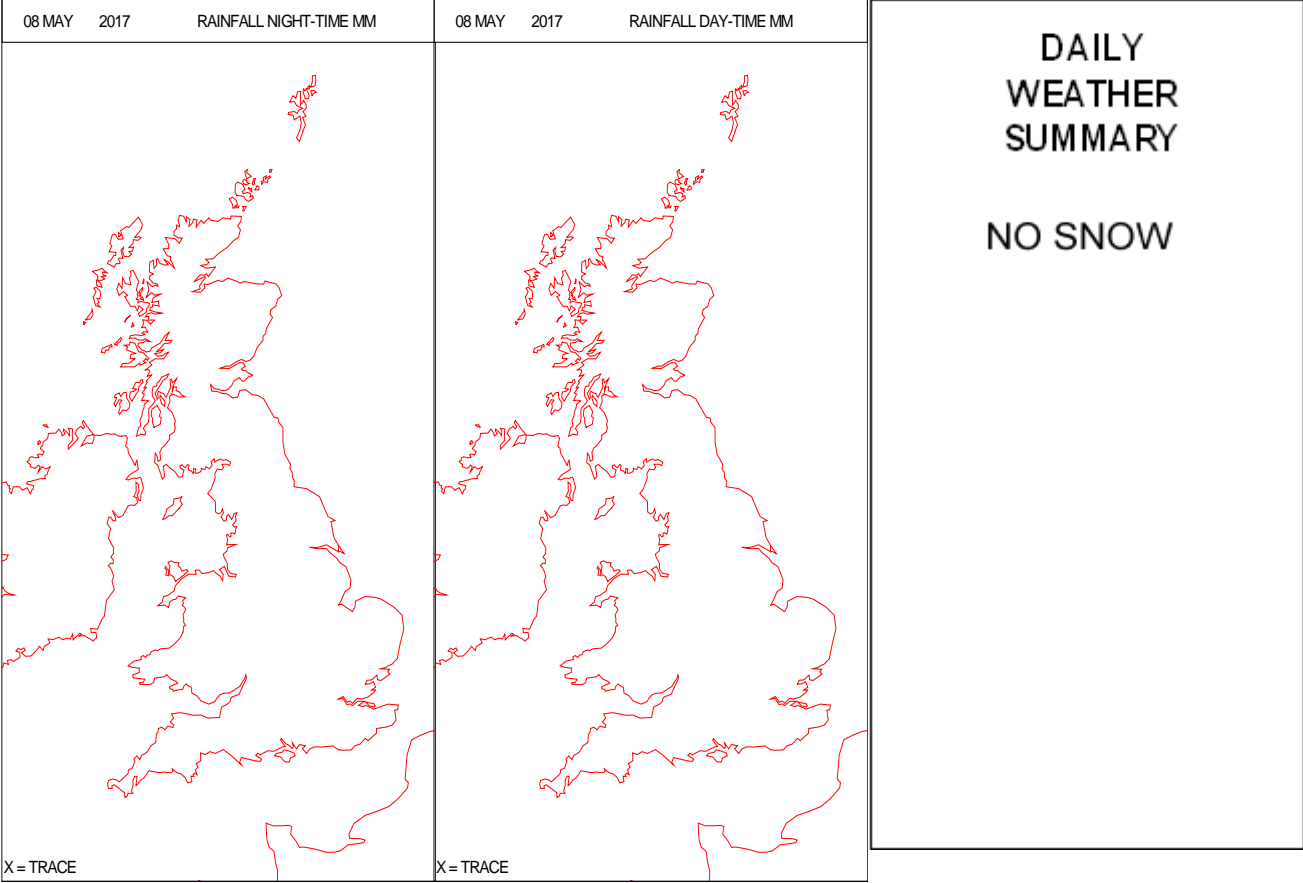 08 MAY 2017 RAINFALL NIGHT-TIME MM
X = TRACE
08 MAY 2017 RAINFALL DAY-TIME MM
X = TRACE
DAILY
WEATHER
SUMMARY
NO SNOW